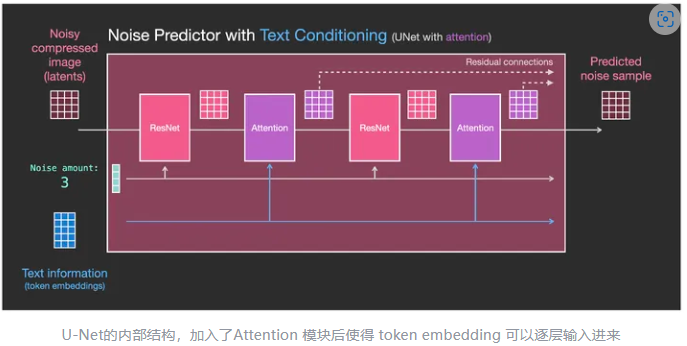 Noise Predictor with Text Conditioning (UNet with attention)
Noisy
compressed
image
(latents)
Predicted
noise sample
Residual connections
ResNet
Attention
ResNet
Attention
Noise amount:
3
Text information
(token embeddings)
U-Net的内部结构，加入了Attention 模块后使得 token embedding 可以逐层输入进来